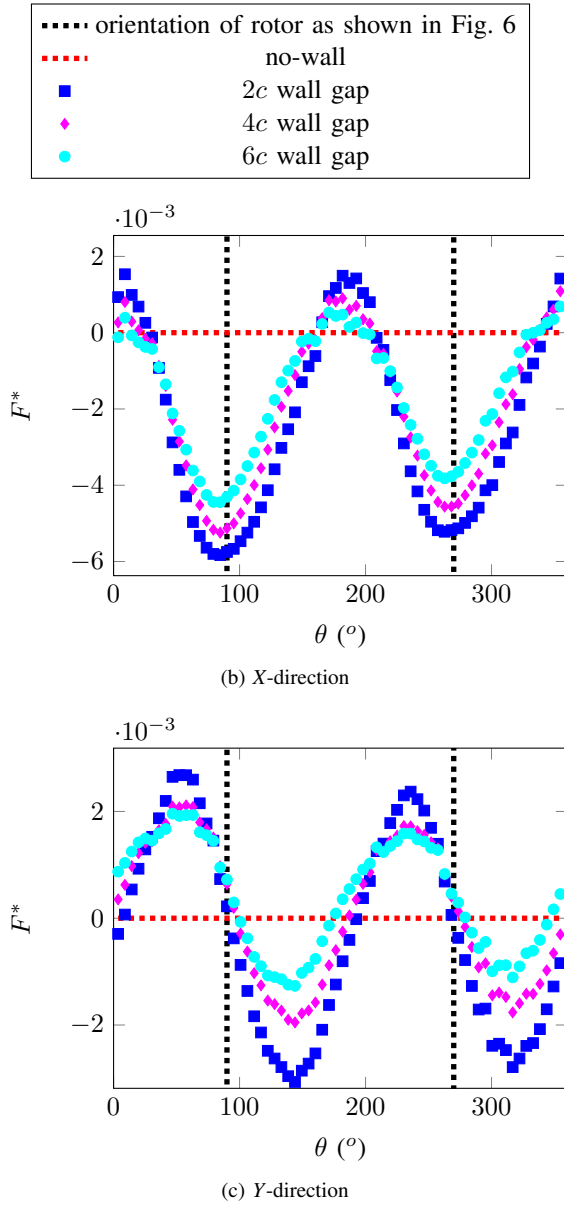 orientation of rotor as shown in Fig. 6
no-wall
2c wall gap
4c wall gap
6c wall gap
·10⁻³
2
0
−2
−4
−6
F*
0 100 200 300
θ (ᵒ)
(b) X-direction
·10⁻³
2
0
−2
F*
0 100 200 300
θ (ᵒ)
(c) Y-direction